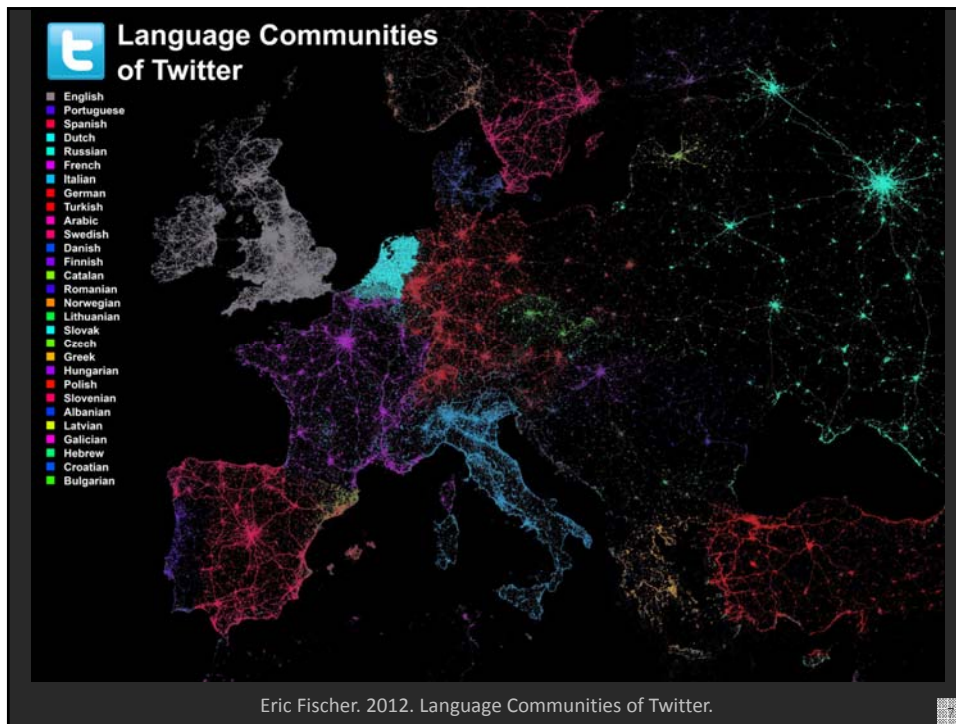 Language Communities
of Twitter
English
Portuguese
Spanish
Dutch
Russian
French
Italian
German
Turkish
Arabic
Swedish
Danish
Finnish
Catalan
Romanian
Norwegian
Lithuanian
Slovak
Czech
Greek
Hungarian
Polish
Slovenian
Albanian
Latvian
Galician
Hebrew
Croatian
Bulgarian
Eric Fischer. 2012. Language Communities of Twitter.
7